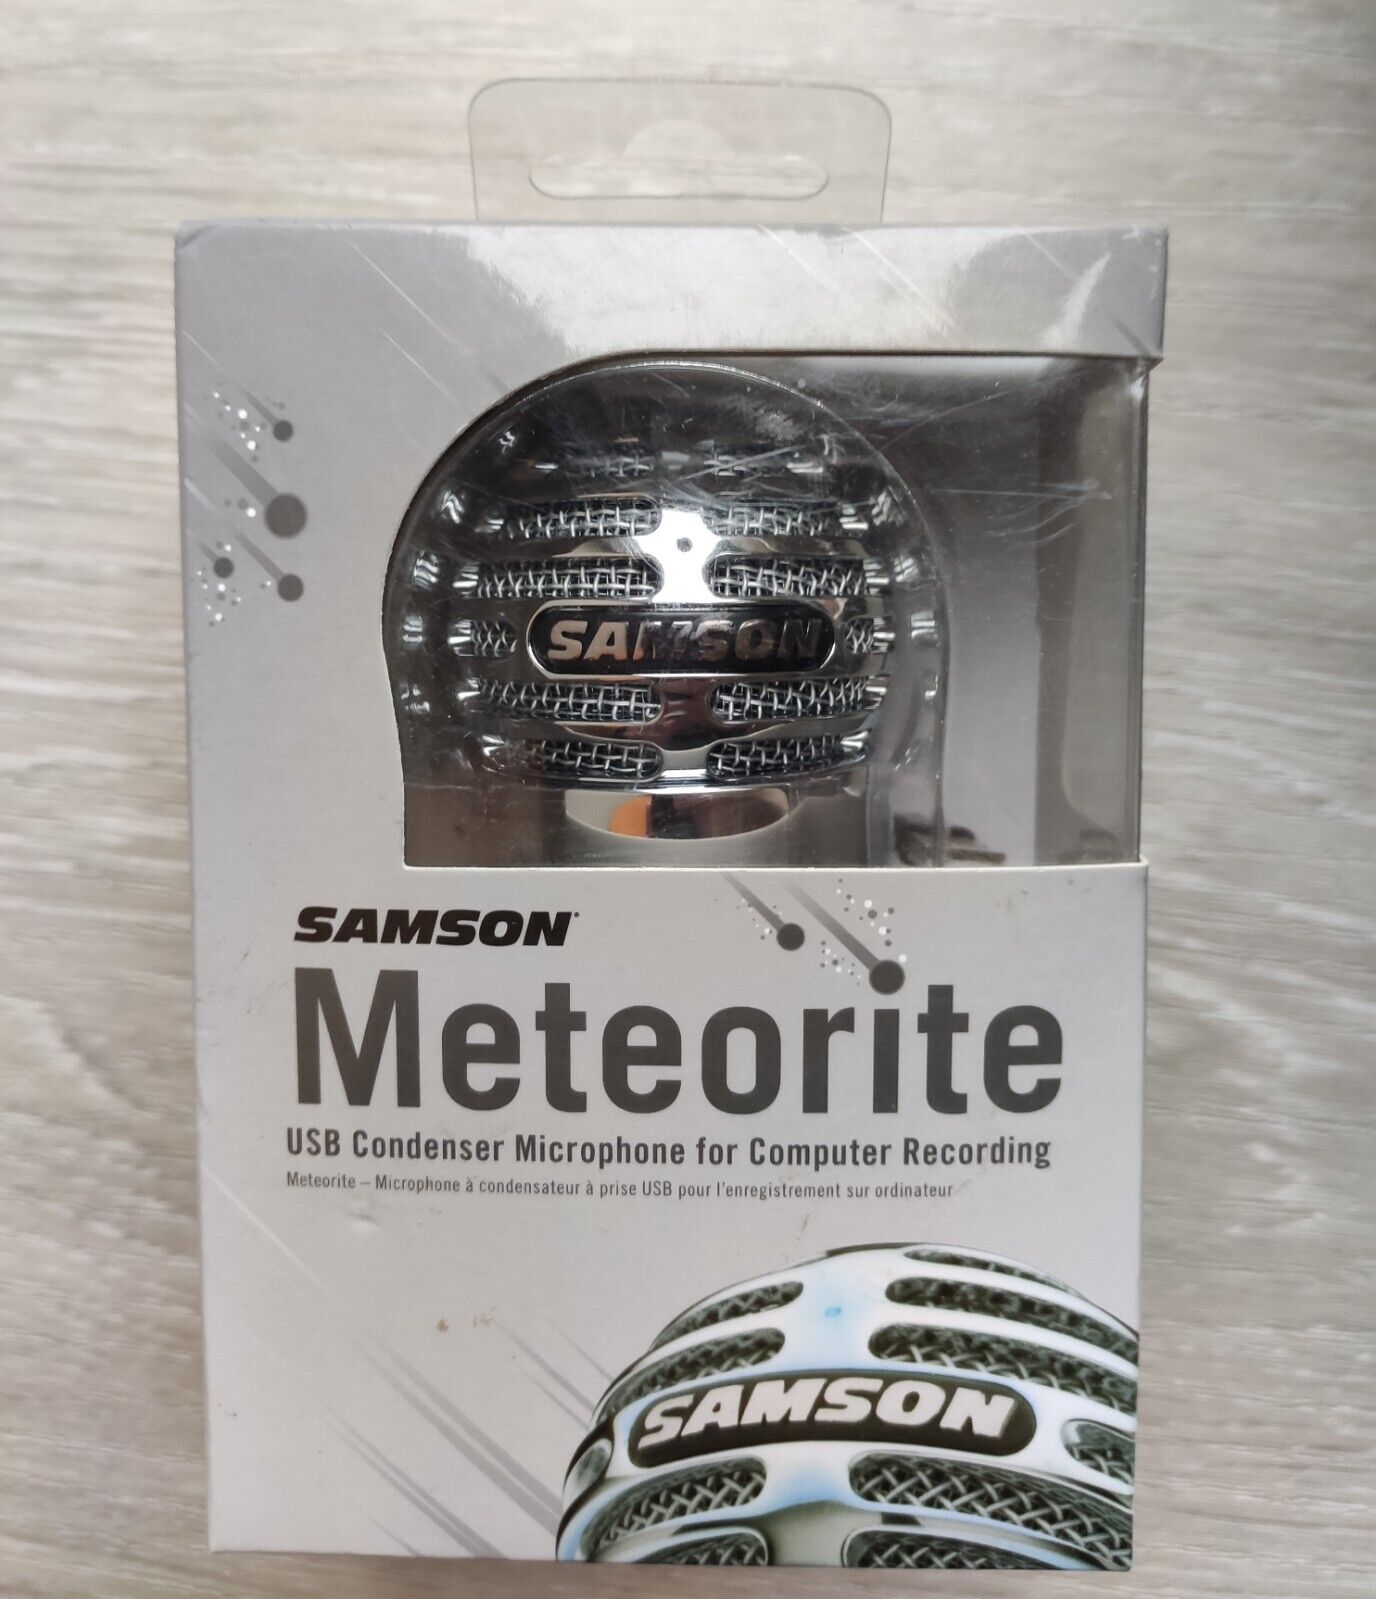 SAMSON
SAMSON
Meteorite
USB Condenser Microphone for Computer Recording
Meteorite – Microphone à condensateur à prise USB pour l'enregistrement sur ordinateur
SAMSON